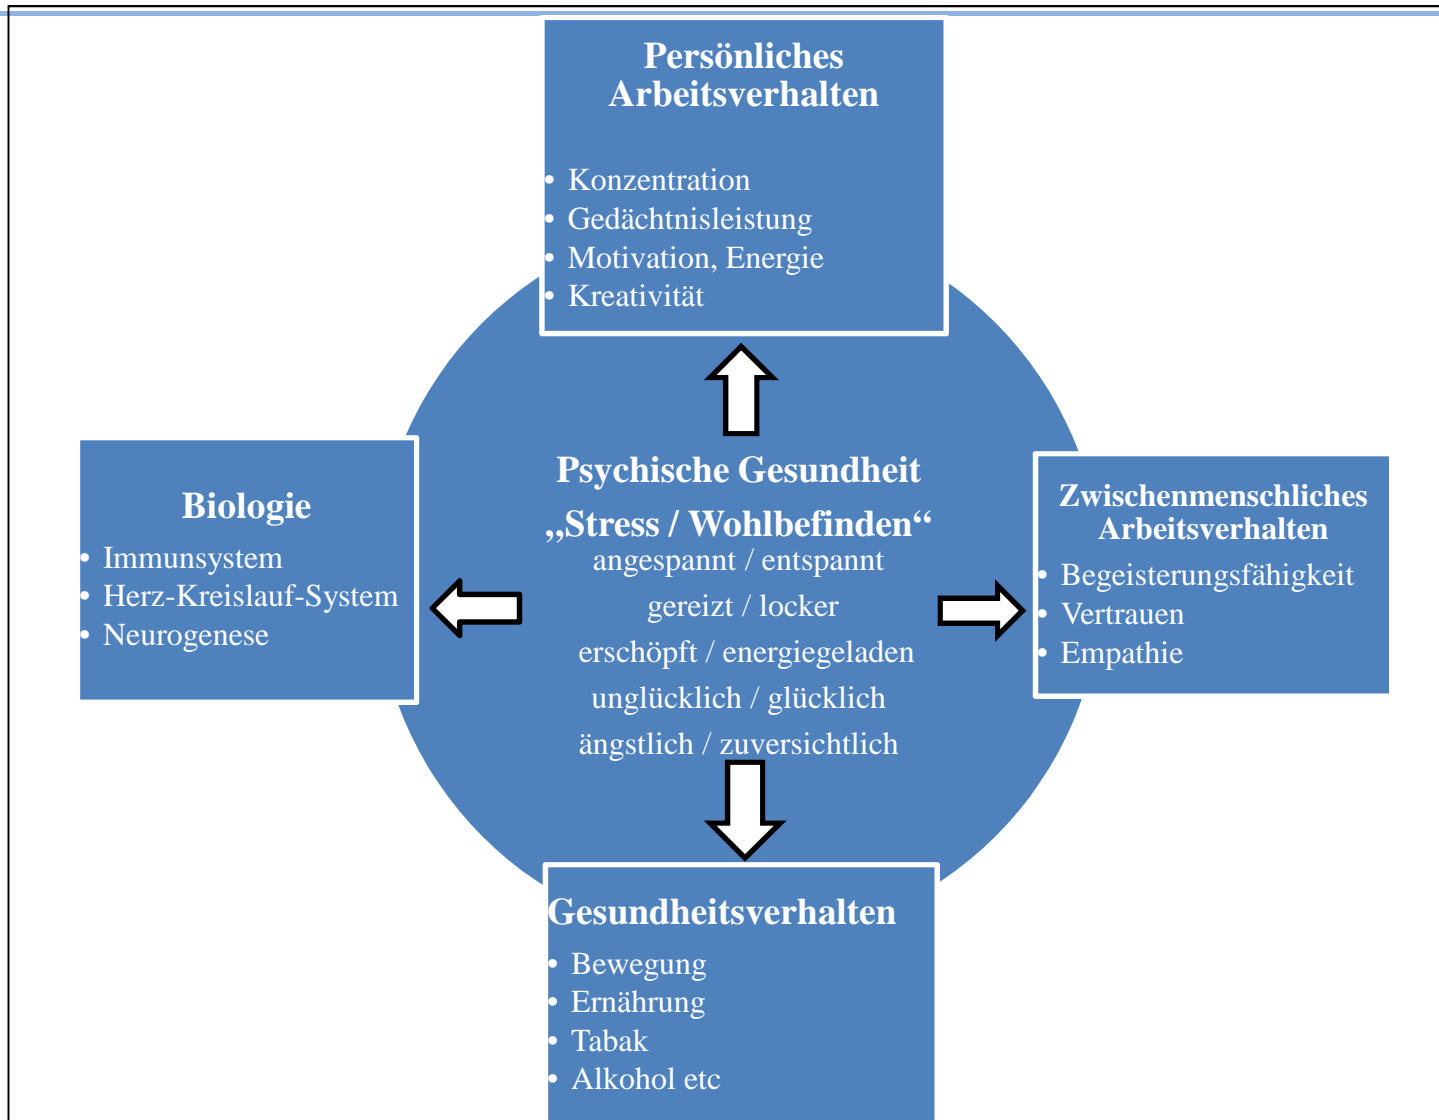 Persönliches
Arbeitsverhalten
• Konzentration
• Gedächtnisleistung
• Motivation, Energie
• Kreativität
Biologie
• Immunsystem
• Herz-Kreislauf-System
• Neurogenese
Psychische Gesundheit
„Stress / Wohlbefinden“
angespannt / entspannt
gereizt / locker
erschöpft / energiegeladen
unglücklich / glücklich
ängstlich / zuversichtlich
Zwischenmenschliches
Arbeitsverhalten
• Begeisterungsfähigkeit
• Vertrauen
• Empathie
Gesundheitsverhalten
• Bewegung
• Ernährung
• Tabak
• Alkohol etc